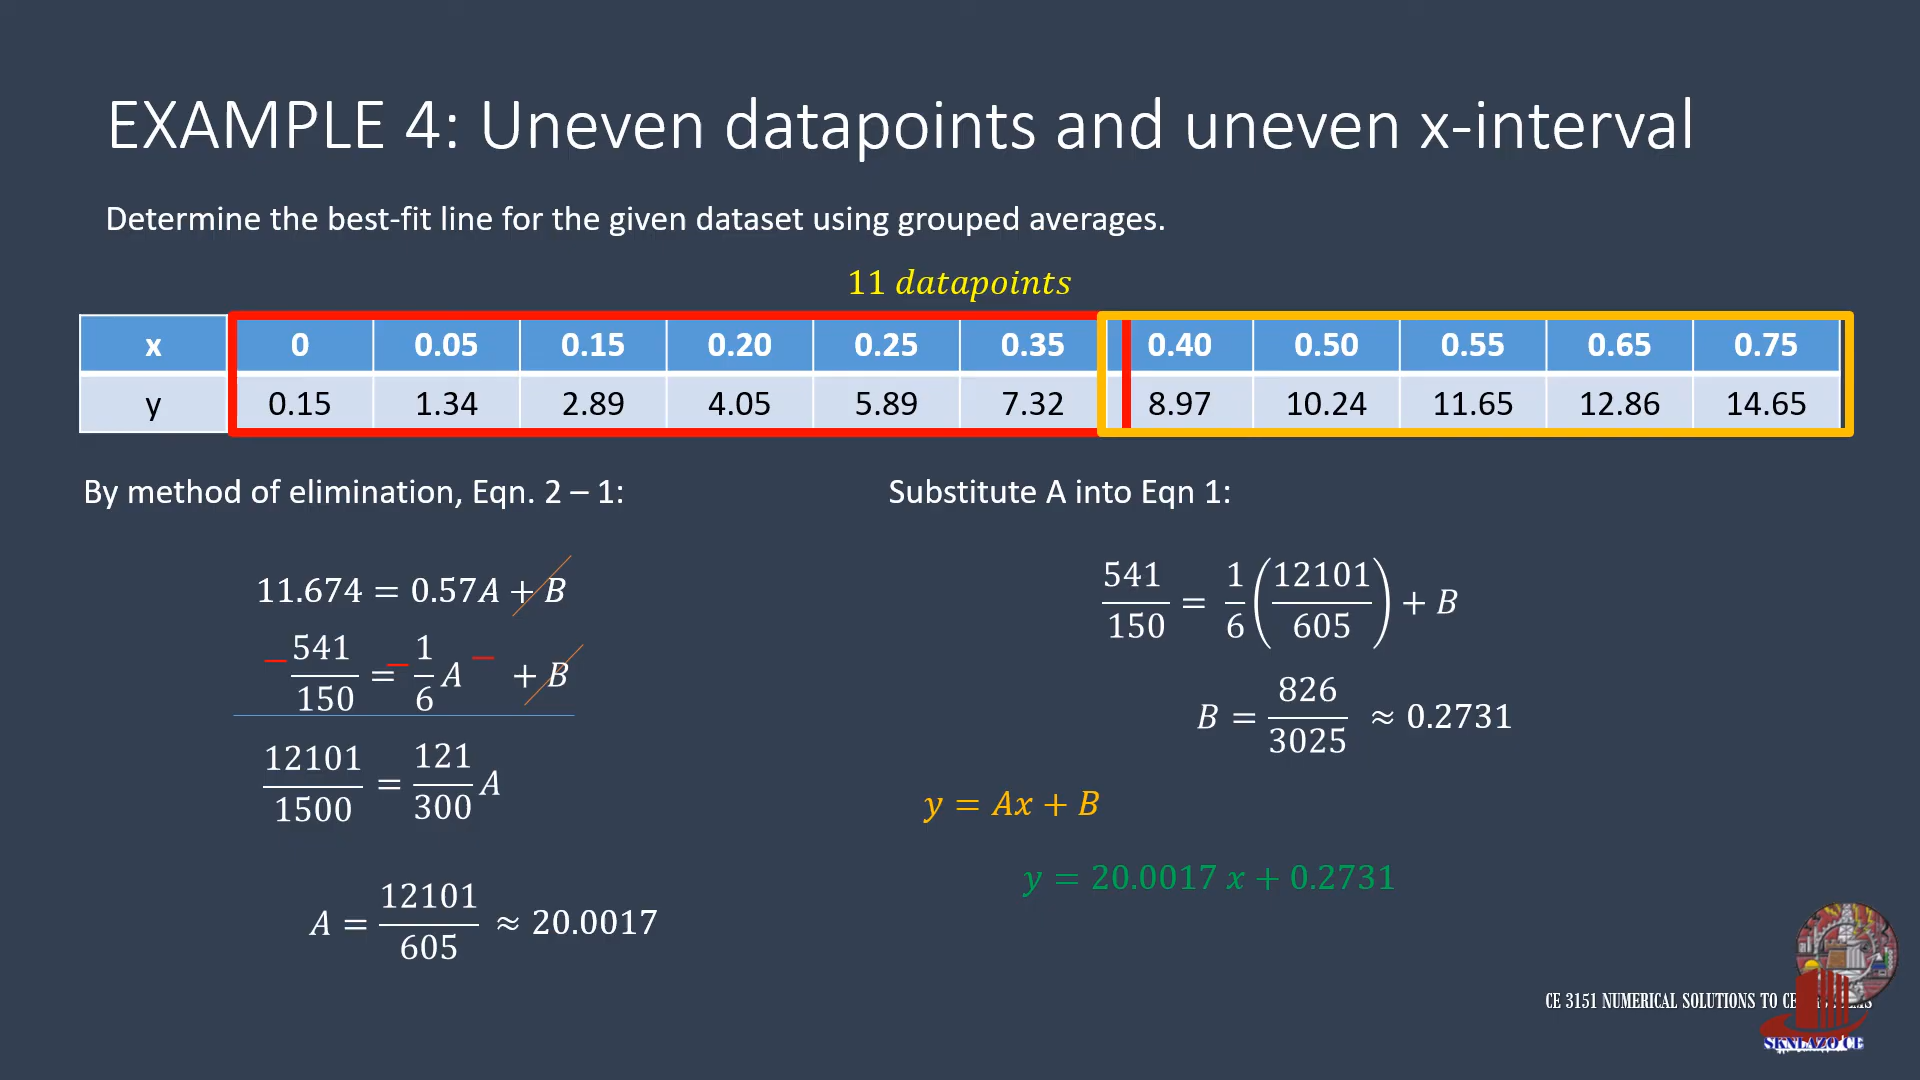 EXAMPLE 4: Uneven datapoints and uneven x-interval
Determine the best-fit line for the given dataset using grouped averages.
11 datapoints
x 0 0.05 0.15 0.20 0.25 0.35 0.40 0.50 0.55 0.65 0.75
y 0.15 1.34 2.89 4.05 5.89 7.32 8.97 10.24 11.65 12.86 14.65
By method of elimination, Eqn. 2 – 1:
11.674 = 0.57A + B
− 541/150 = − 1/6 A − + B
12101/1500 = 121/300 A
A = 12101/605 ≈ 20.0017
Substitute A into Eqn 1:
541/150 = 1/6 (12101/605) + B
B = 826/3025 ≈ 0.2731
y = Ax + B
y = 20.0017 x + 0.2731
CE 3151 NUMERICAL SOLUTIONS TO CE